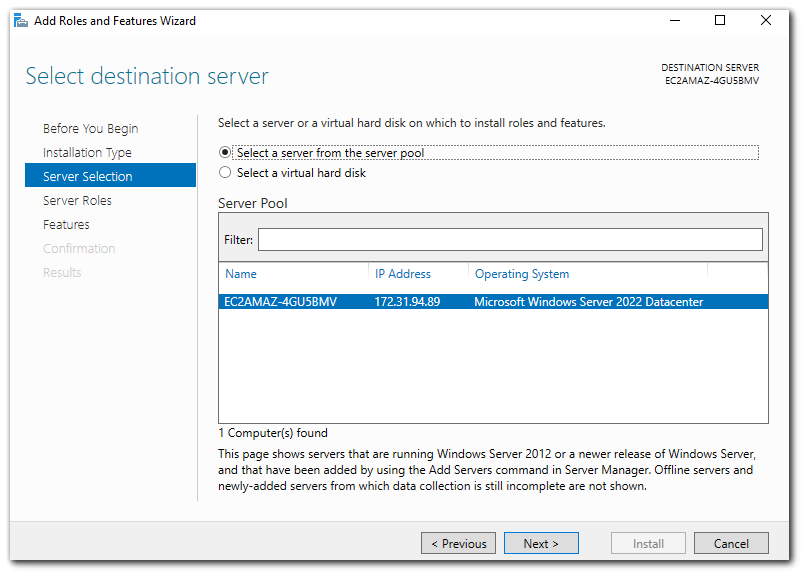 Add Roles and Features Wizard
Select destination server
DESTINATION SERVER
EC2AMAZ-4GU5BMV
Before You Begin
Installation Type
Server Selection
Server Roles
Features
Confirmation
Results
Select a server or a virtual hard disk on which to install roles and features.
Select a server from the server pool
Select a virtual hard disk
Server Pool
Filter:
Name IP Address Operating System
EC2AMAZ-4GU5BMV 172.31.94.89 Microsoft Windows Server 2022 Datacenter
1 Computer(s) found
This page shows servers that are running Windows Server 2012 or a newer release of Windows Server,
and that have been added by using the Add Servers command in Server Manager. Offline servers and
newly-added servers from which data collection is still incomplete are not shown.
< Previous Next > Install Cancel